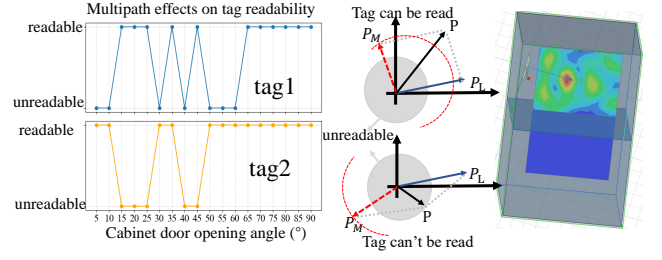 Multipath effects on tag readability
readable
unreadable
tag1
readable
unreadable
tag2
5 10 15 20 25 30 35 40 45 50 55 60 65 70 75 80 85 90
Cabinet door opening angle (°)
Tag can be read
P_M
P
P_L
unreadable
P_L
P
P_M
Tag can't be read